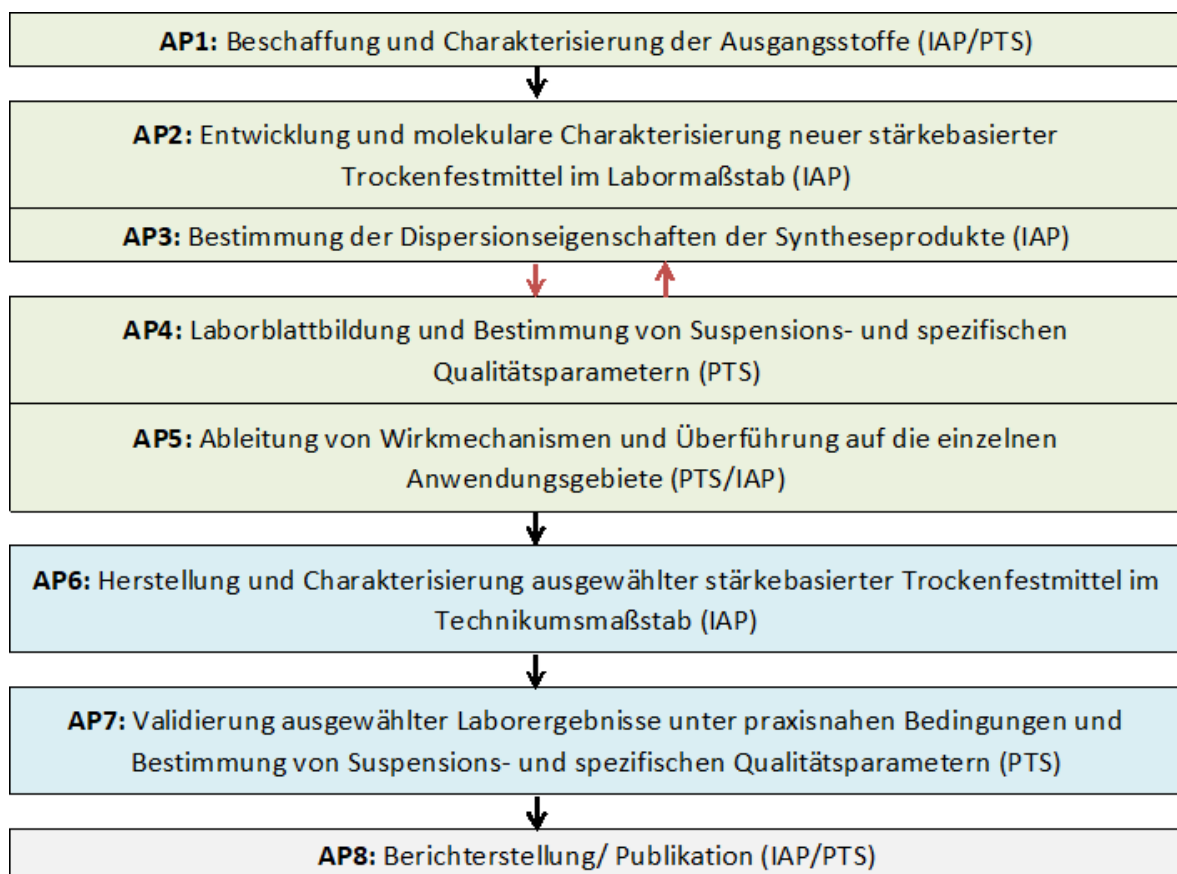 AP1: Beschaffung und Charakterisierung der Ausgangsstoffe (IAP/PTS)
AP2: Entwicklung und molekulare Charakterisierung neuer stärkebasierter
Trockenfestmittel im Labormaßstab (IAP)
AP3: Bestimmung der Dispersionseigenschaften der Syntheseprodukte (IAP)
AP4: Laborblattbildung und Bestimmung von Suspensions- und spezifischen
Qualitätsparametern (PTS)
AP5: Ableitung von Wirkmechanismen und Überführung auf die einzelnen
Anwendungsgebiete (PTS/IAP)
AP6: Herstellung und Charakterisierung ausgewählter stärkebasierter Trockenfestmittel im
Technikumsmaßstab (IAP)
AP7: Validierung ausgewählter Laborergebnisse unter praxisnahen Bedingungen und
Bestimmung von Suspensions- und spezifischen Qualitätsparametern (PTS)
AP8: Berichterstellung/ Publikation (IAP/PTS)